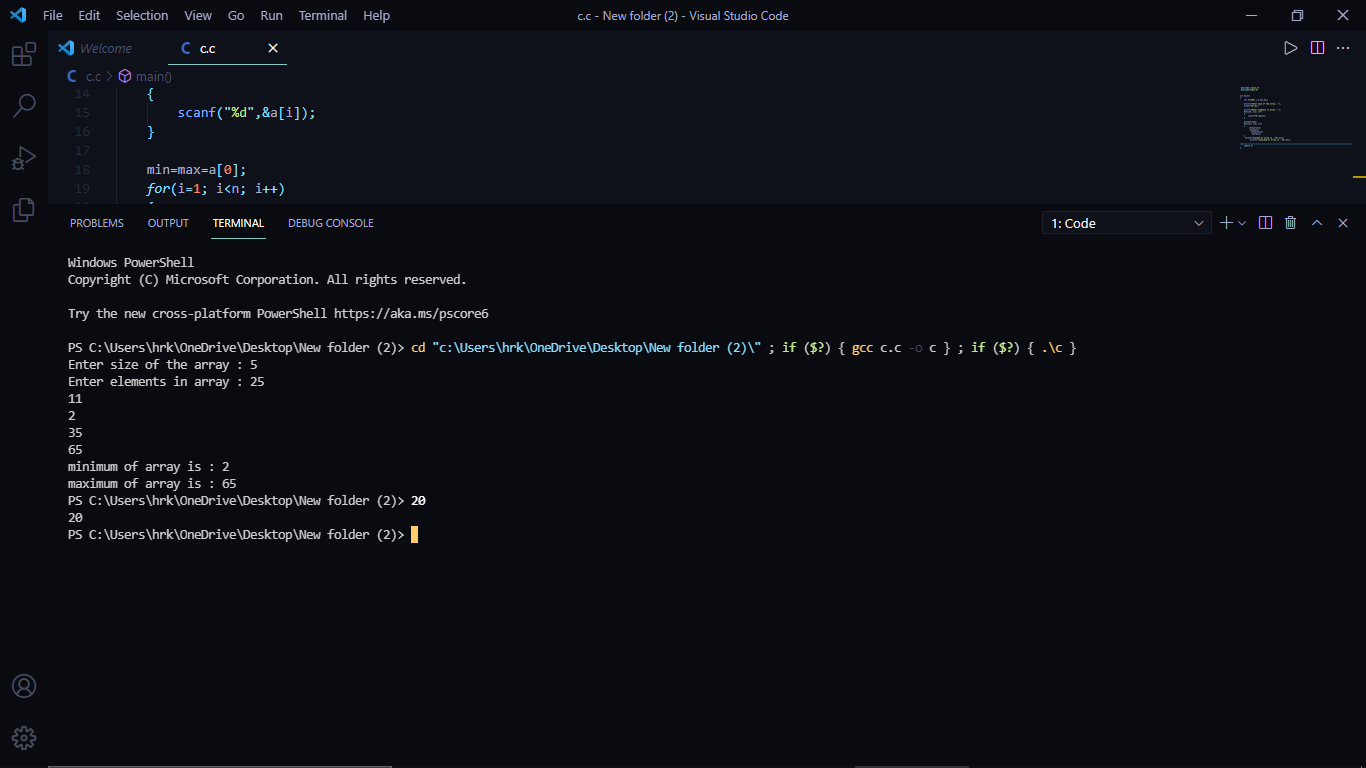 File Edit Selection View Go Run Terminal Help c.c - New folder (2) - Visual Studio Code
Welcome C c.c
C c.c > main()
14 {
15 scanf("%d",&a[i]);
16 }
17
18 min=max=a[0];
19 for(i=1; i<n; i++)
PROBLEMS OUTPUT TERMINAL DEBUG CONSOLE 1: Code
Windows PowerShell
Copyright (C) Microsoft Corporation. All rights reserved.
Try the new cross-platform PowerShell https://aka.ms/pscore6
PS C:\Users\hrk\OneDrive\Desktop\New folder (2)> cd "c:\Users\hrk\OneDrive\Desktop\New folder (2)\" ; if ($?) { gcc c.c -o c } ; if ($?) { .\c }
Enter size of the array : 5
Enter elements in array : 25
11
2
35
65
minimum of array is : 2
maximum of array is : 65
PS C:\Users\hrk\OneDrive\Desktop\New folder (2)> 20
20
PS C:\Users\hrk\OneDrive\Desktop\New folder (2)>